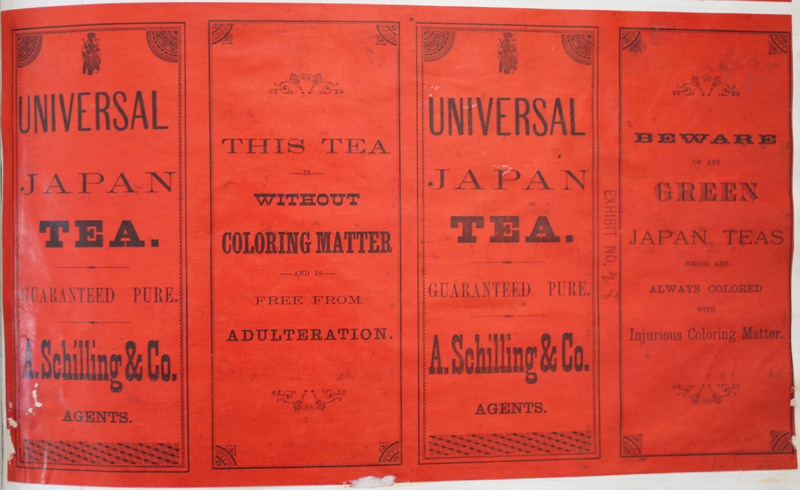 UNIVERSAL
JAPAN
TEA.
GUARANTEED PURE.
A. Schilling & Co.
AGENTS.
THIS TEA
IS
WITHOUT
COLORING MATTER
AND IS
FREE FROM
ADULTERATION.
UNIVERSAL
JAPAN
TEA.
GUARANTEED PURE.
A. Schilling & Co.
AGENTS.
EXHIBIT NO.
BEWARE
OF ANY
GREEN
JAPAN TEAS
WHICH ARE
ALWAYS COLORED
WITH
Injurious Coloring Matter.